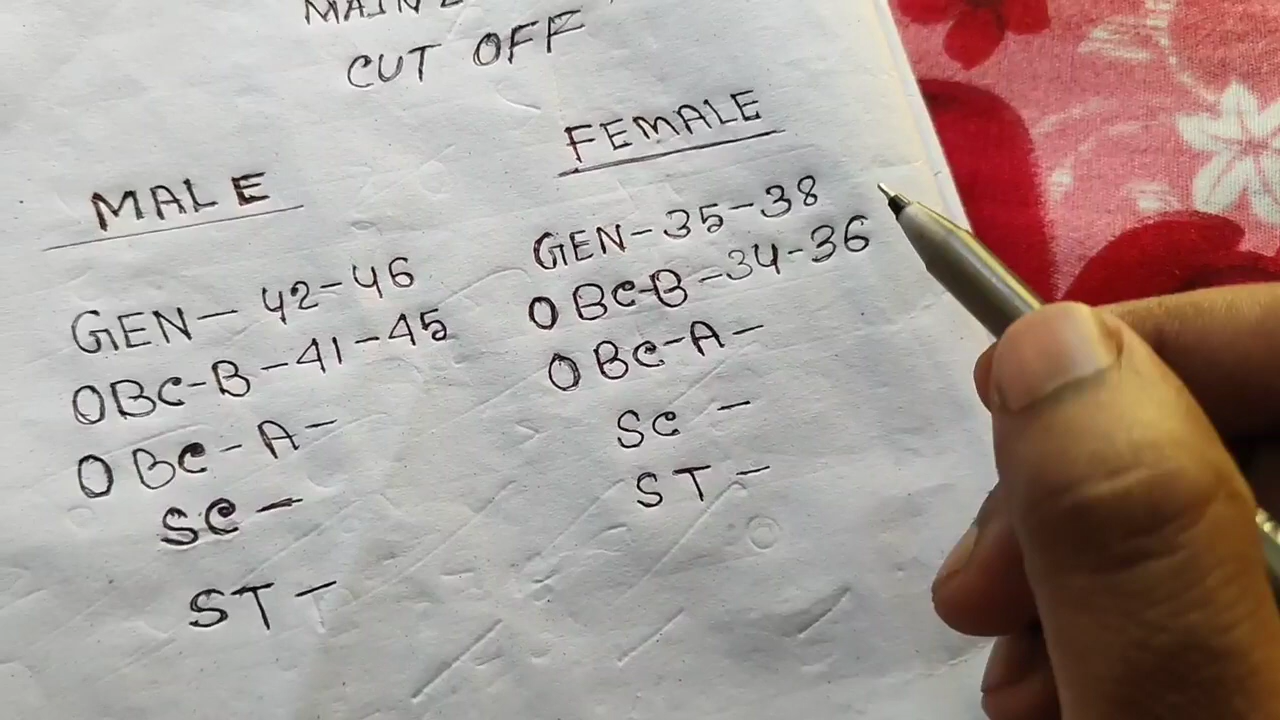 CUT OFF
MALE
GEN - 42-46
OBC-B - 41-45
OBC-A -
SC -
ST -
FEMALE
GEN - 35-38
OBC-B - 34-36
OBC-A -
SC -
ST -